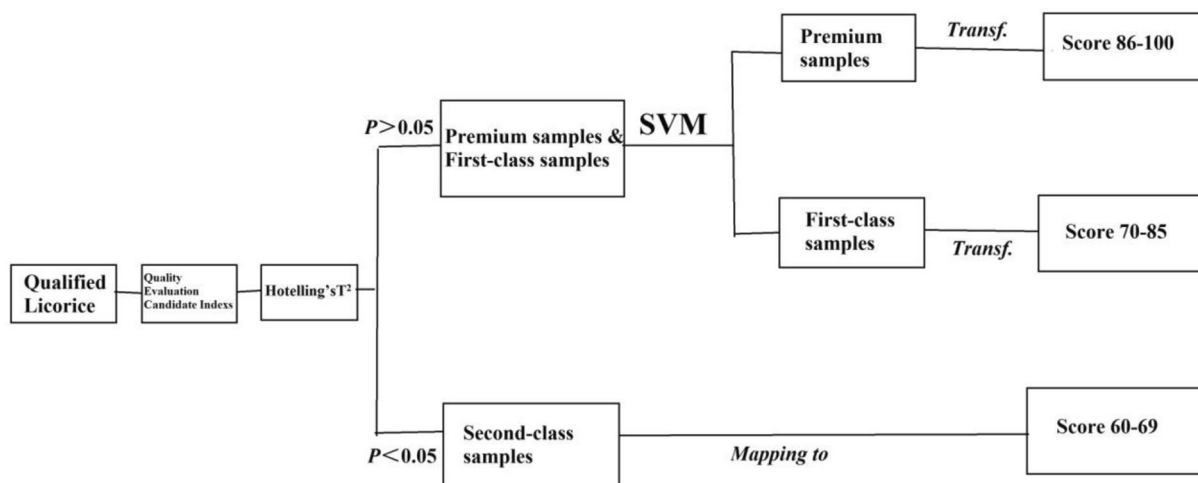 Qualified
Licorice
Quality
Evaluation
Candidate Indexs
Hotelling'sT²
P>0.05
Premium samples &
First-class samples
SVM
Premium
samples
Transf.
Score 86-100
First-class
samples
Transf.
Score 70-85
P<0.05
Second-class
samples
Mapping to
Score 60-69